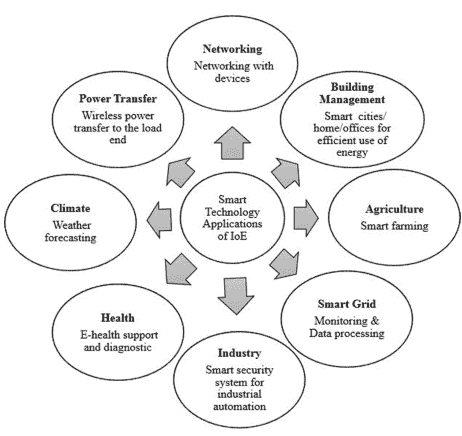 Networking
Networking with
devices
Building
Management
Smart cities/
home/offices for
efficient use of
energy
Agriculture
Smart farming
Smart Grid
Monitoring &
Data processing
Industry
Smart security
system for
industrial
automation
Health
E-health support
and diagnostic
Climate
Weather
forecasting
Power Transfer
Wireless power
transfer to the load
end
Smart
Technology
Applications
of IoE